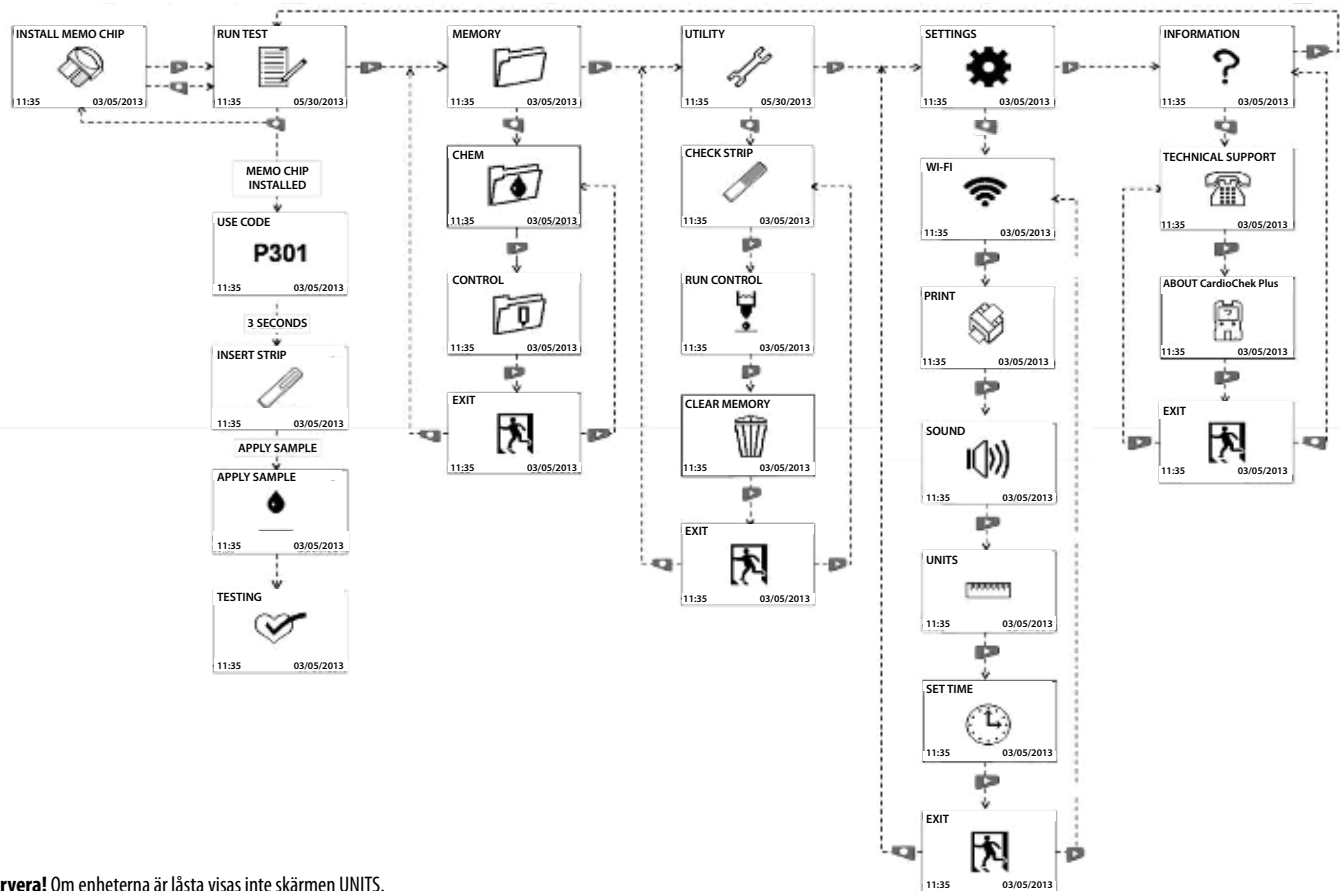 INSTALL MEMO CHIP
11:35 03/05/2013
RUN TEST
11:35 05/30/2013
MEMO CHIP
INSTALLED
USE CODE
P301
11:35 03/05/2013
3 SECONDS
INSERT STRIP
11:35 03/05/2013
APPLY SAMPLE
APPLY SAMPLE
11:35 03/05/2013
TESTING
11:35 03/05/2013
MEMORY
11:35 03/05/2013
CHEM
11:35 03/05/2013
CONTROL
11:35 03/05/2013
EXIT
11:35 03/05/2013
UTILITY
11:35 05/30/2013
CHECK STRIP
11:35 03/05/2013
RUN CONTROL
11:35 03/05/2013
CLEAR MEMORY
11:35 03/05/2013
EXIT
11:35 03/05/2013
SETTINGS
11:35 03/05/2013
WI-FI
11:35 03/05/2013
PRINT
11:35 03/05/2013
SOUND
11:35 03/05/2013
UNITS
11:35 03/05/2013
SET TIME
11:35 03/05/2013
EXIT
11:35 03/05/2013
INFORMATION
?
11:35 03/05/2013
TECHNICAL SUPPORT
11:35 03/05/2013
ABOUT CardioChek Plus
11:35 03/05/2013
EXIT
11:35 03/05/2013
rvera! Om enheterna är låsta visas inte skärmen UNITS.